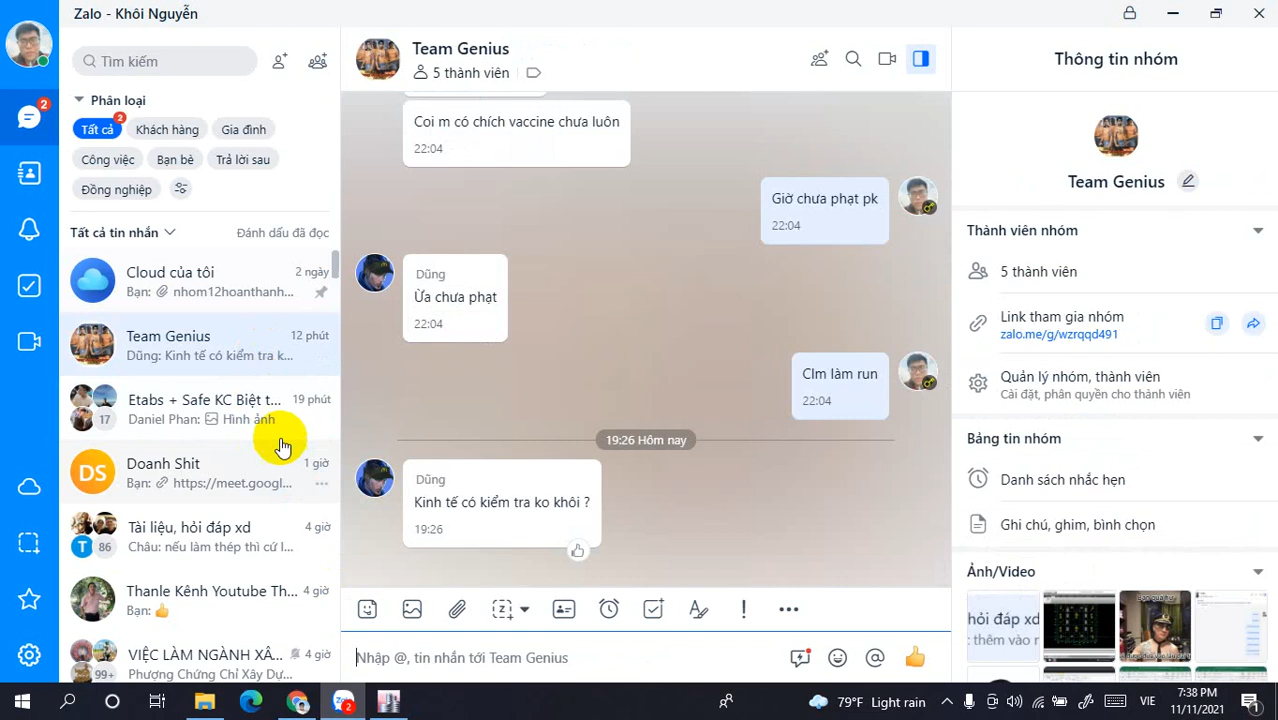 Zalo - Khôi Nguyễn
Tìm kiếm
Phân loại
Tất cả
2
Khách hàng
Gia đình
Công việc
Bạn bè
Trả lời sau
Đồng nghiệp
Tất cả tin nhắn
Đánh dấu đã đọc
2
Cloud của tôi
2 ngày
Bạn: nhom12hoanthanh...
Team Genius
12 phút
Dũng: Kinh tế có kiểm tra k...
Etabs + Safe KC Biệt t...
19 phút
17
Daniel Phan: Hình ảnh
DS
Doanh Shit
1 giờ
Bạn: https://meet.googl...
Tài liệu, hỏi đáp xd
4 giờ
T
86
Châu: nếu làm thép thì cứ l...
Thanle Kênh Youtube Th...
4 giờ
Bạn: 👍
VIỆC LÀM NGÀNH XÂ...
4 giờ
99+
Phượng Chứng Chỉ Xây Dự...
Team Genius
5 thành viên
Coi m có chích vaccine chưa luôn
22:04
Giờ chưa phạt pk
22:04
Dũng
Ừa chưa phạt
22:04
Clm làm run
22:04
19:26 Hôm nay
Dũng
Kinh tế có kiểm tra ko khôi ?
19:26
Nhập @, tin nhắn tới Team Genius
Thông tin nhóm
Team Genius
Thành viên nhóm
5 thành viên
Link tham gia nhóm
zalo.me/g/wzrqqd491
Quản lý nhóm, thành viên
Cài đặt, phân quyền cho thành viên
Bảng tin nhóm
Danh sách nhắc hẹn
Ghi chú, ghim, bình chọn
Ảnh/Video
hỏi đáp xd
thêm vào n
2
79°F Light rain
VIE
7:38 PM
11/11/2021
1